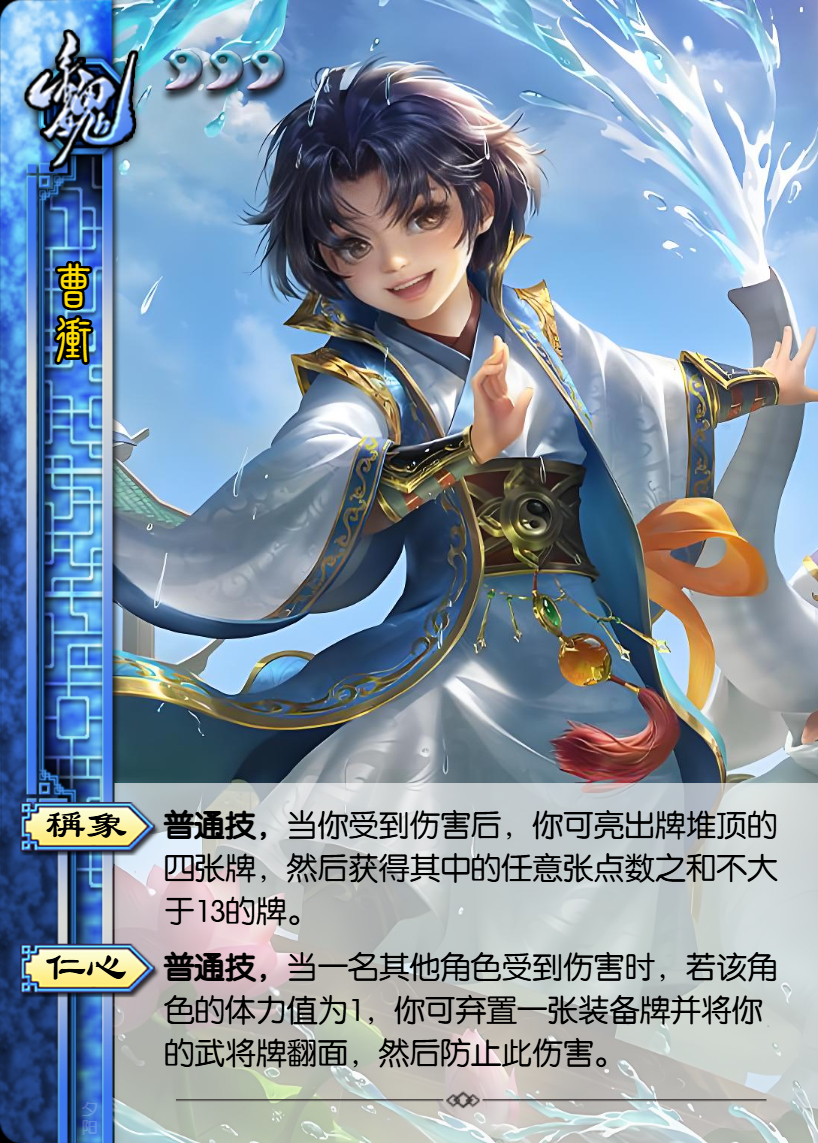 魏
曹衝
稱象
普通技，当你受到伤害后，你可亮出牌堆顶的
四张牌，然后获得其中的任意张点数之和不大
于13的牌。
仁心
普通技，当一名其他角色受到伤害时，若该角
色的体力值为1，你可弃置一张装备牌并将你
的武将牌翻面，然后防止此伤害。
夕阳